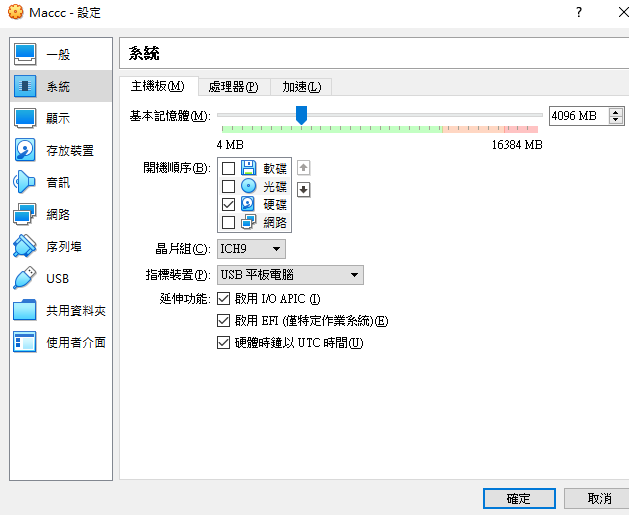 Maccc - 設定
?
一般
系統
顯示
存放裝置
音訊
網路
序列埠
USB
共用資料夾
使用者介面
系統
主機板(M) 處理器(P) 加速(L)
基本記憶體(M): 4096 MB
4 MB 16384 MB
開機順序(B): 軟碟
光碟
硬碟
網路
晶片組(C): ICH9
指標裝置(P): USB 平板電腦
延伸功能: 啟用 I/O APIC (I)
啟用 EFI (僅特定作業系統)(E)
硬體時鐘以 UTC 時間(U)
確定 取消